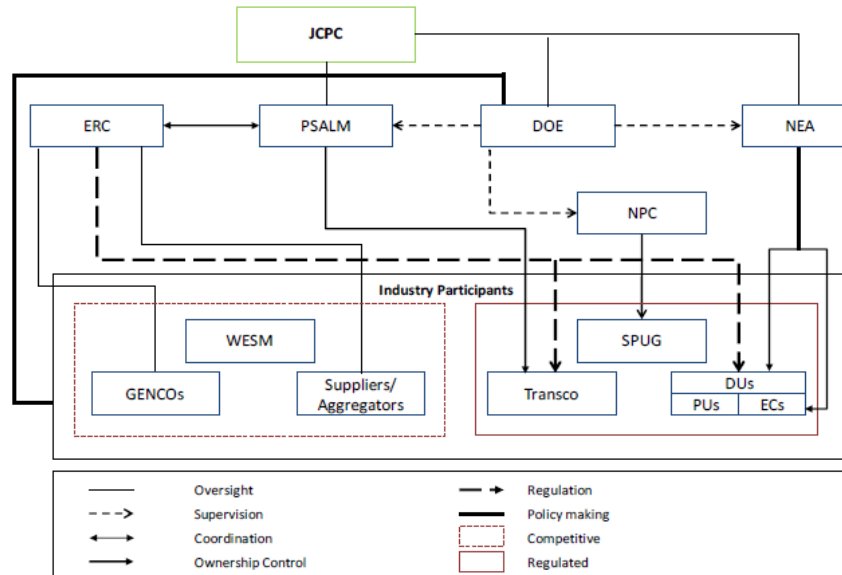 JCPC
ERC
PSALM
DOE
NEA
NPC
Industry Participants
WESM
SPUG
GENCOs
Suppliers/
Aggregators
Transco
DUs
PUs
ECs
Oversight
Regulation
Supervision
Policy making
Coordination
Competitive
Ownership Control
Regulated